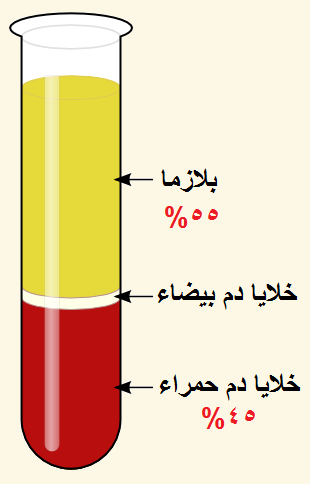 بلازما
%٥٥
خلايا دم بيضاء
خلايا دم حمراء
%٤٥